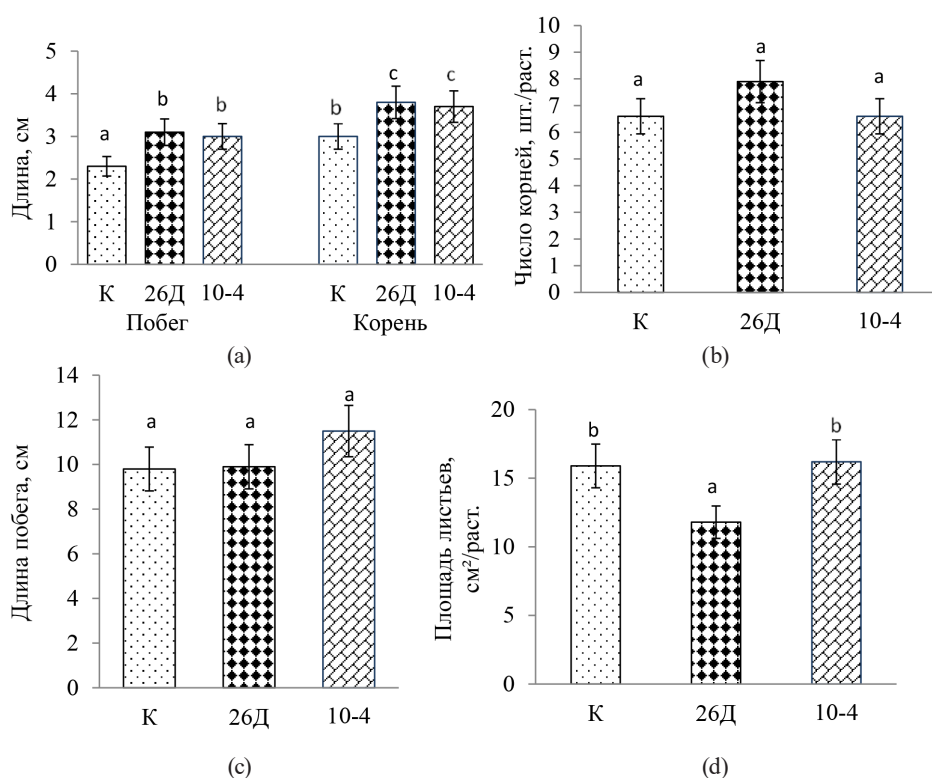 Длина, см
5
4
3
2
1
0
a
b
b
b
c
c
К 26Д 10-4 К 26Д 10-4
Побег Корень
(a)
Число корней, шт./раст.
10
9
8
7
6
5
4
3
2
1
0
a
a
a
К 26Д 10-4
(b)
Длина побега, см
14
12
10
8
6
4
2
0
a
a
a
К 26Д 10-4
(c)
Площадь листьев,
см²/раст.
20
15
10
5
0
b
a
b
К 26Д 10-4
(d)